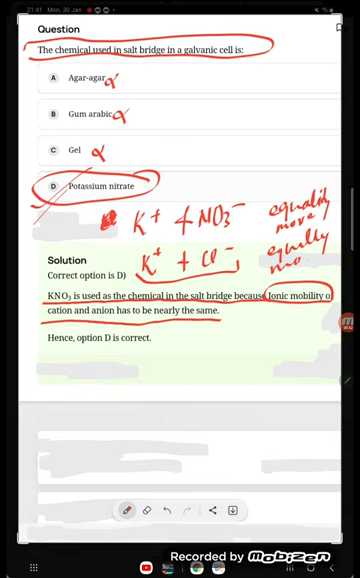 21:41 Mon, 30 Jan
Question
The chemical used in salt bridge in a galvanic cell is:
A Agar-agar
B Gum arabic
C Gel
D Potassium nitrate
K+ + NO3-
equality
move
K+ + Cl-
equally
mo
Solution
Correct option is D)
KNO3 is used as the chemical in the salt bridge because Ionic mobility o
cation and anion has to be nearly the same.
Hence, option D is correct.
Recorded by Mobizen